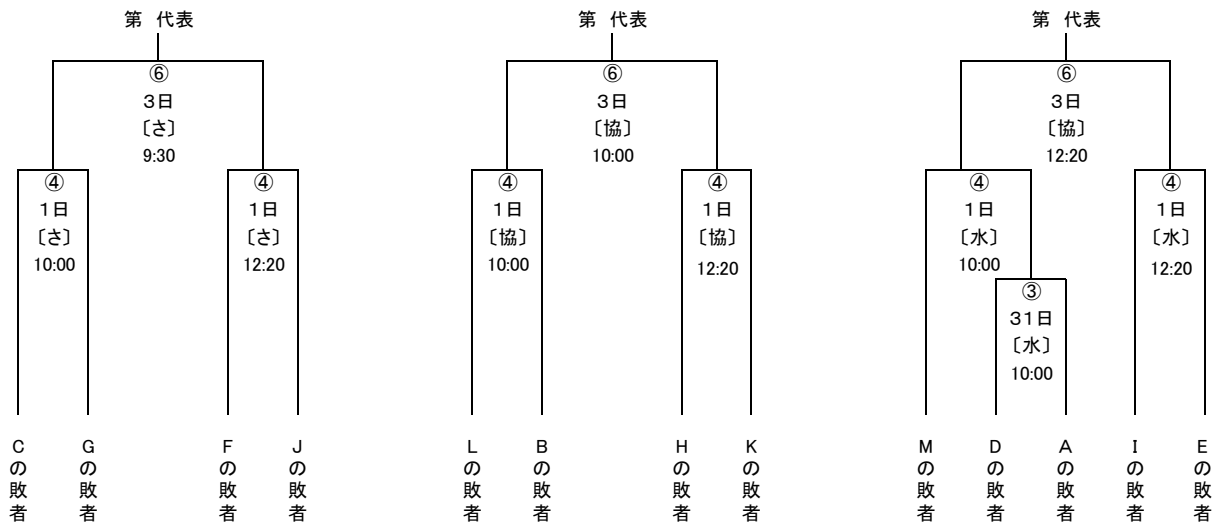 第 代表
⑥
3日
〔さ〕
9:30
④
1日
〔さ〕
10:00
④
1日
〔さ〕
12:20
Cの敗者
Gの敗者
Fの敗者
Jの敗者
第 代表
⑥
3日
〔協〕
10:00
④
1日
〔協〕
10:00
④
1日
〔協〕
12:20
Lの敗者
Bの敗者
Hの敗者
Kの敗者
第 代表
⑥
3日
〔協〕
12:20
④
1日
〔水〕
10:00
④
1日
〔水〕
12:20
③
31日
〔水〕
10:00
Mの敗者
Dの敗者
Aの敗者
Iの敗者
Eの敗者